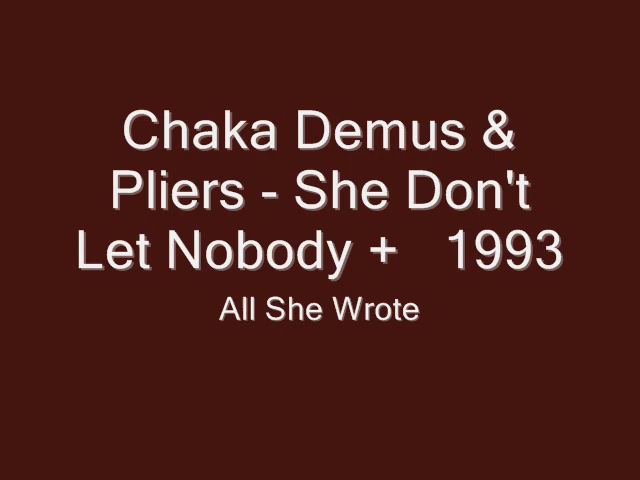 Chaka Demus &
Pliers - She Don't
Let Nobody +   1993
All She Wrote